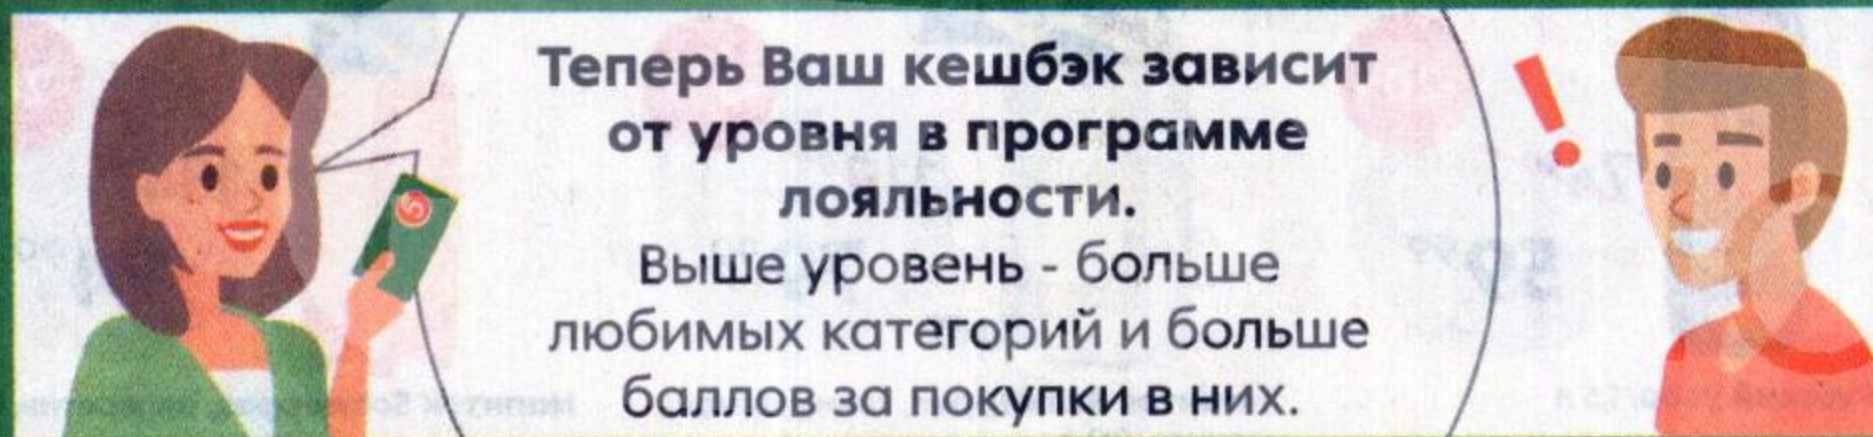 Теперь Ваш кешбэк зависит
от уровня в программе
лояльности.
Выше уровень - больше
любимых категорий и больше
баллов за покупки в них.